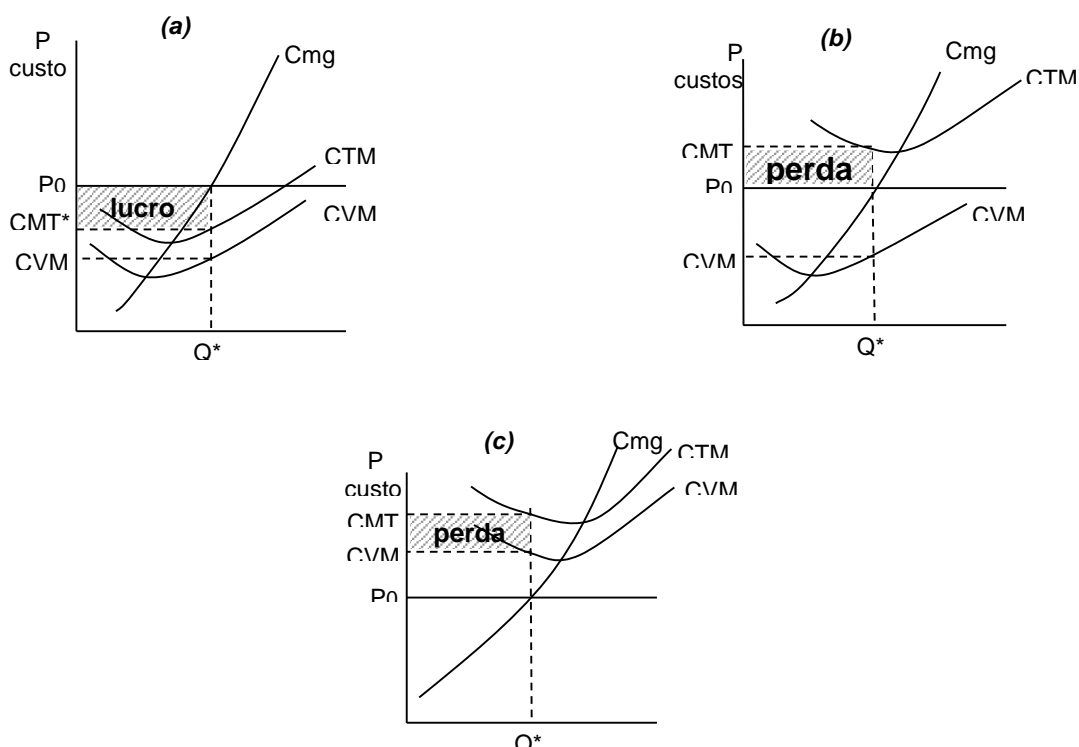 (a)
P
custo
Cmg
CTM
P0
lucro
CMT*
CVM
CVM
Q*
(b)
P
custos
Cmg
CTM
CMT
perda
P0
CVM
CVM
Q*
(c)
P
custo
Cmg
CTM
CMT
perda
CVM
CVM
P0
Q*